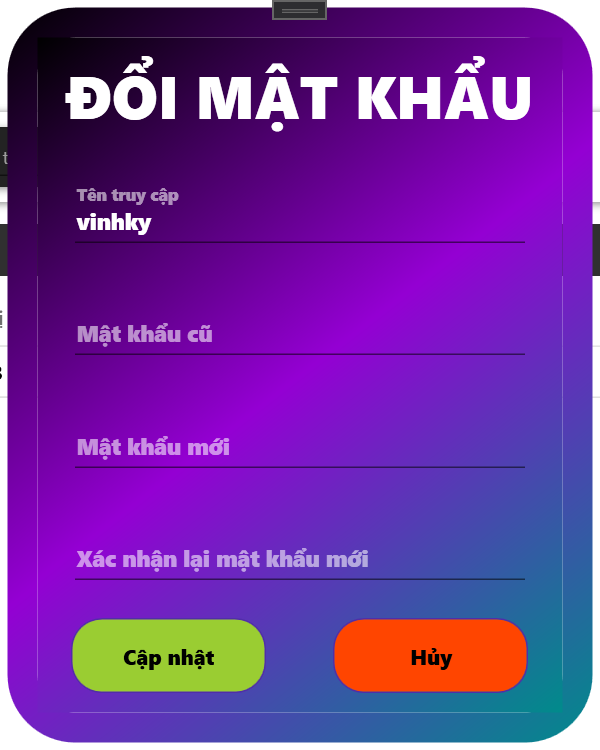 ĐỔI MẬT KHẨU
Tên truy cập
vinhky
Mật khẩu cũ
Mật khẩu mới
Xác nhận lại mật khẩu mới
Cập nhật
Hủy